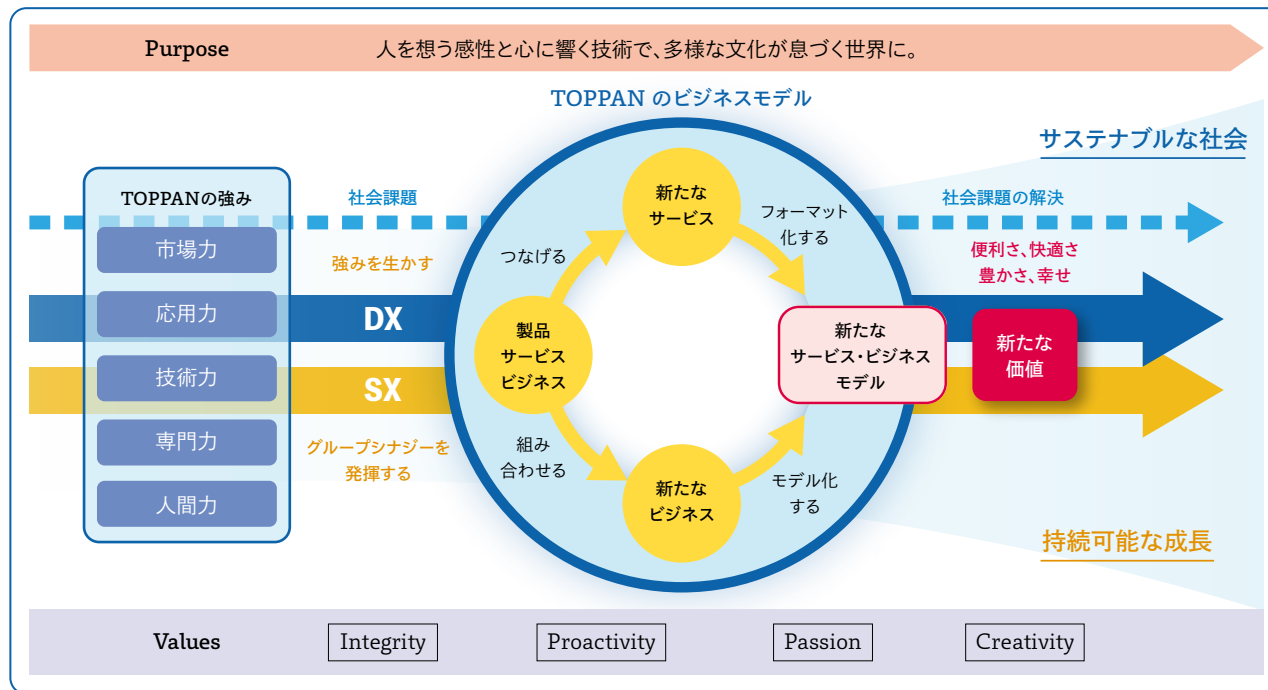 Purpose
人を想う感性と心に響く技術で、多様な文化が息づく世界に。
TOPPAN のビジネスモデル
サステナブルな社会
TOPPANの強み
市場力
応用力
技術力
専門力
人間力
社会課題
強みを生かす
DX
SX
グループシナジーを
発揮する
新たな
サービス
つなげる
フォーマット
化する
製品
サービス
ビジネス
新たな
サービス・ビジネス
モデル
組み
合わせる
新たな
ビジネス
モデル化
する
社会課題の解決
便利さ、快適さ
豊かさ、幸せ
新たな
価値
持続可能な成長
Values
Integrity
Proactivity
Passion
Creativity